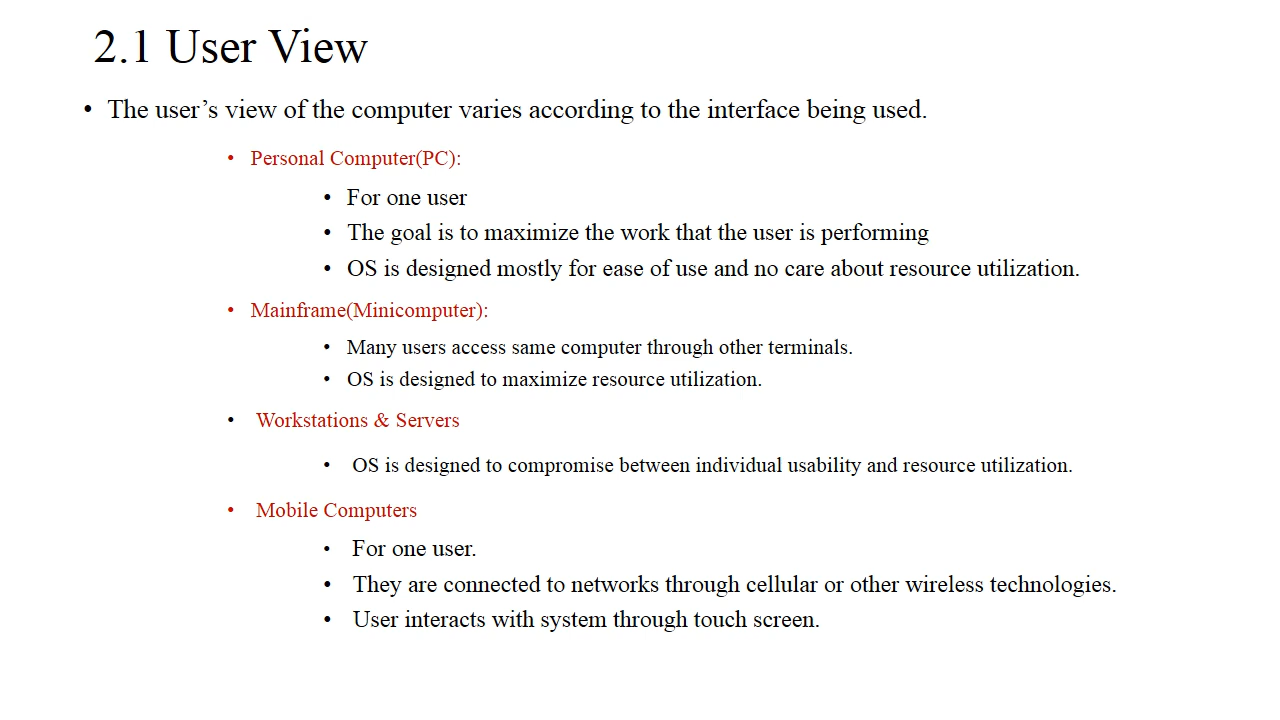 2.1 User View
• The user’s view of the computer varies according to the interface being used.
• Personal Computer(PC):
• For one user
• The goal is to maximize the work that the user is performing
• OS is designed mostly for ease of use and no care about resource utilization.
• Mainframe(Minicomputer):
• Many users access same computer through other terminals.
• OS is designed to maximize resource utilization.
• Workstations & Servers
• OS is designed to compromise between individual usability and resource utilization.
• Mobile Computers
• For one user.
• They are connected to networks through cellular or other wireless technologies.
• User interacts with system through touch screen.